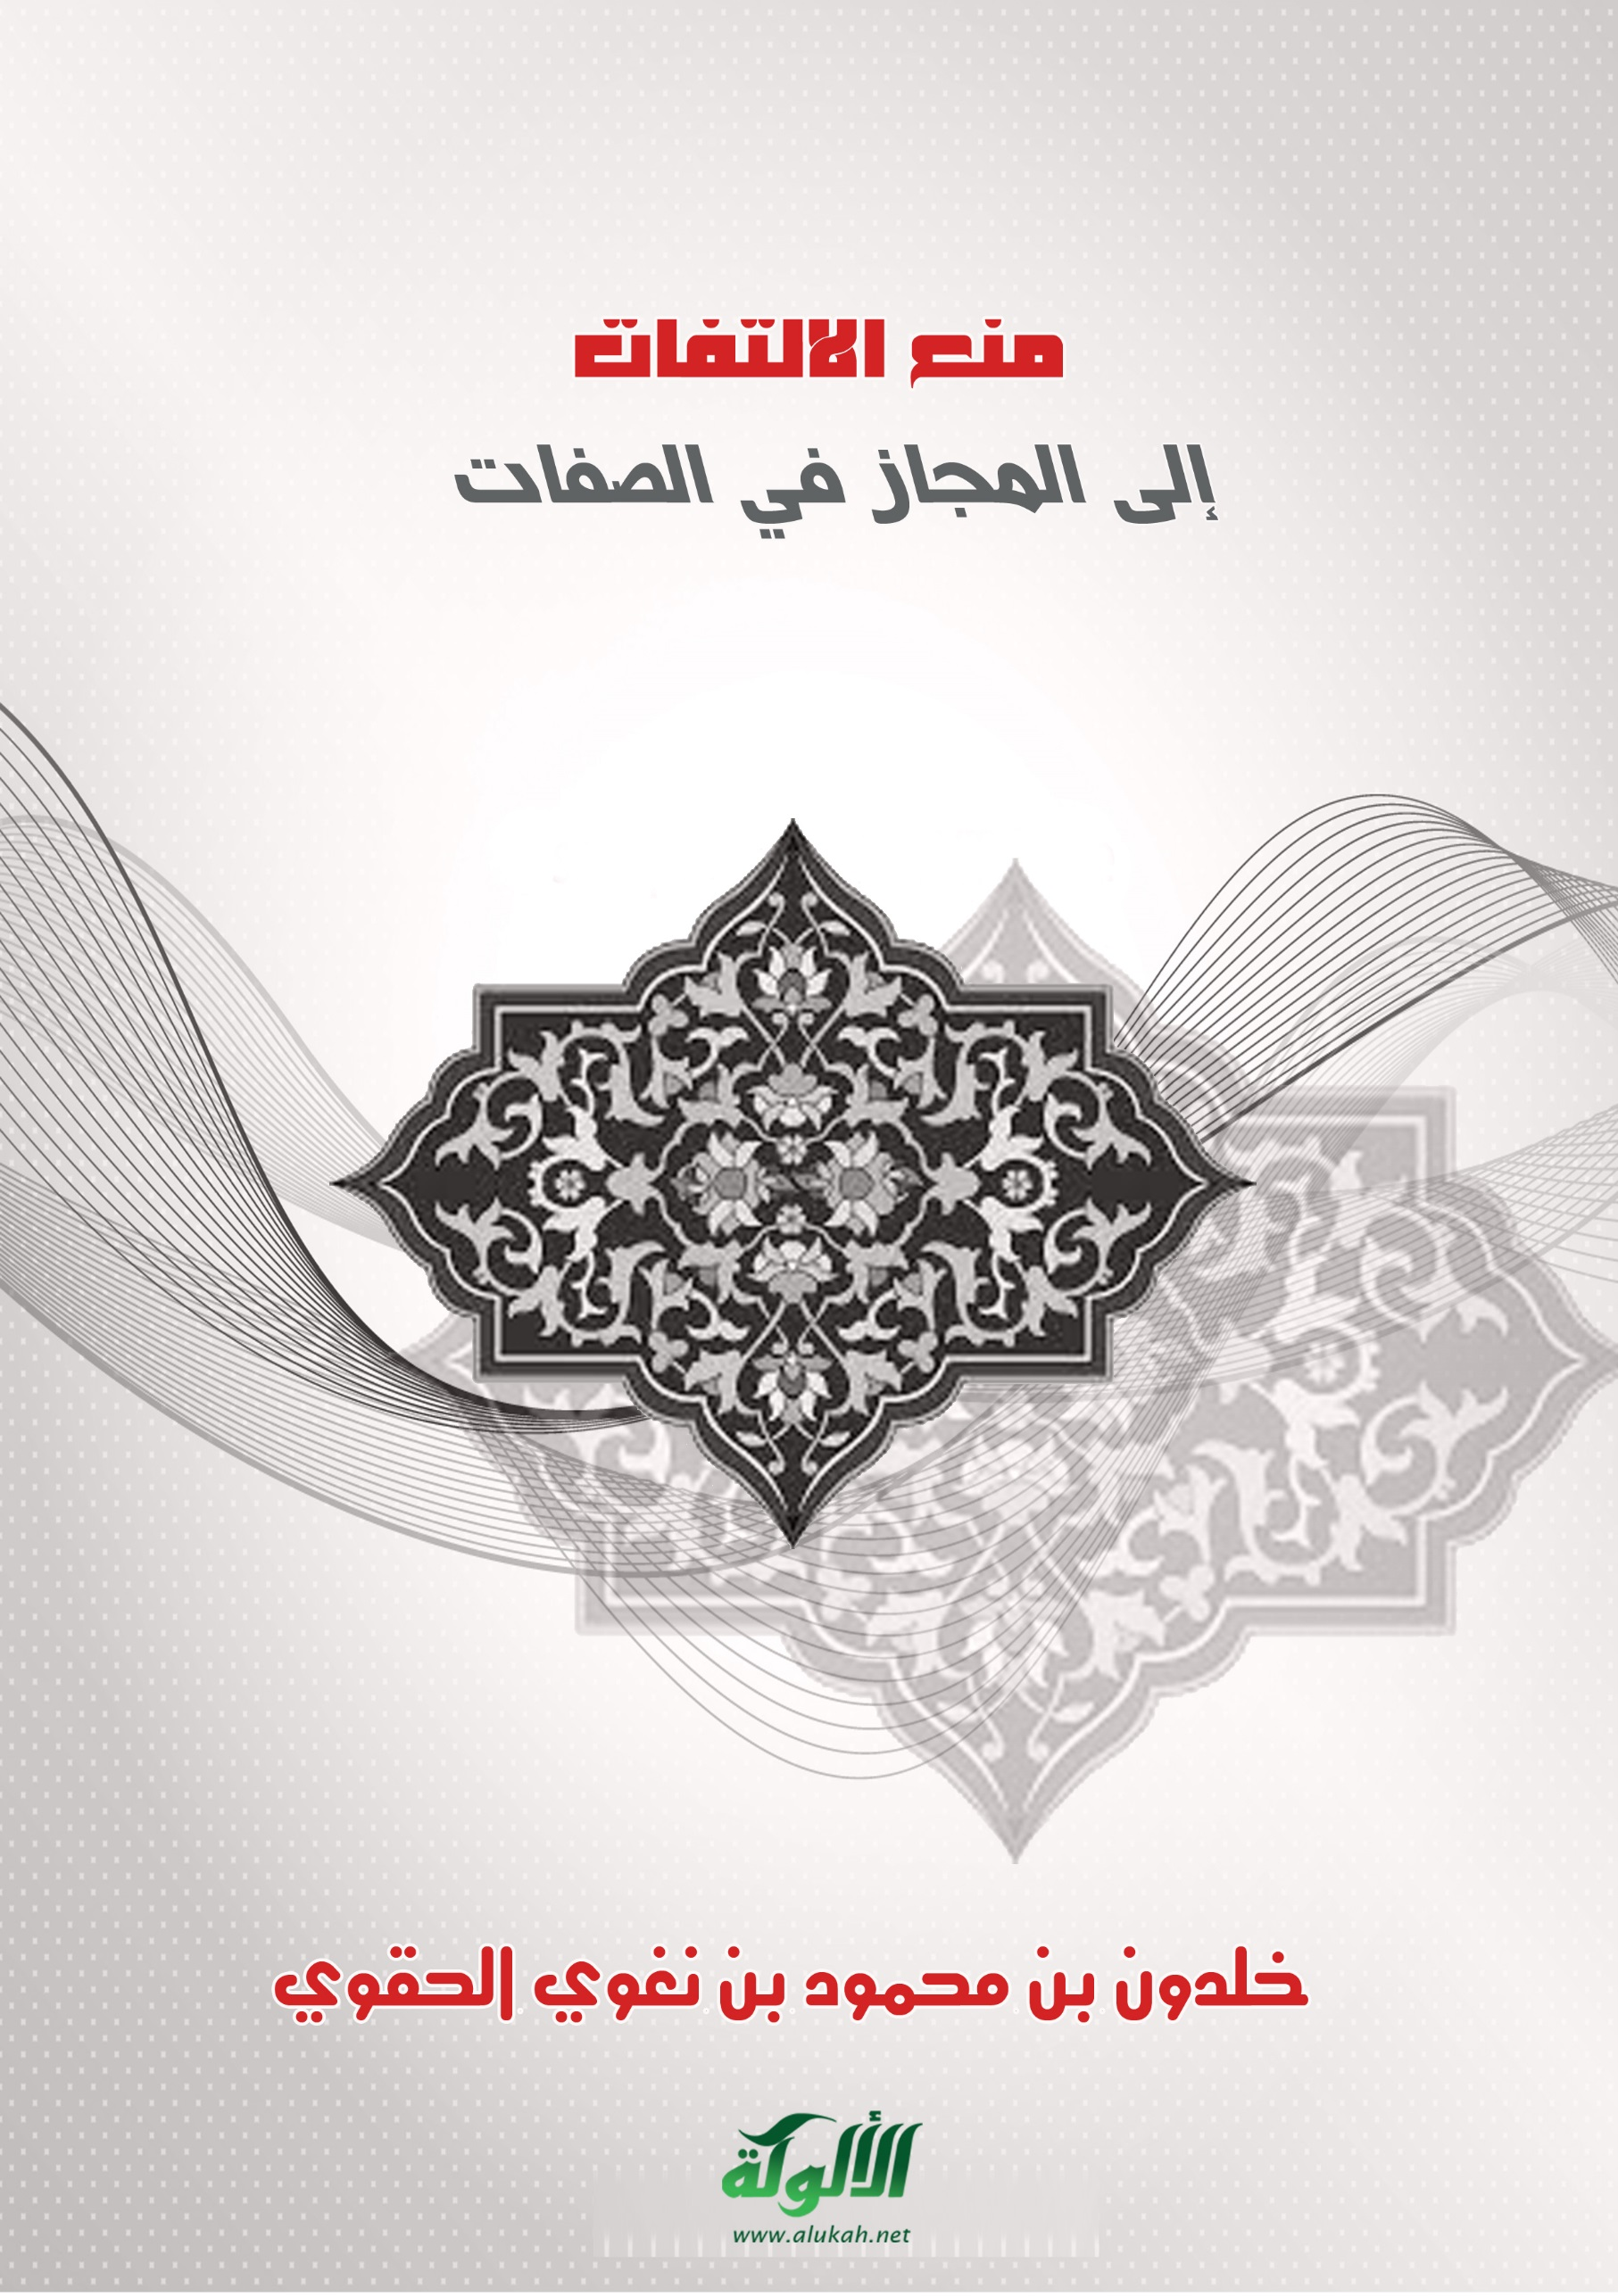 منع الالتفات
إلى المجاز في الصفات
خلدون بن محمود بن نغوي الحقوي
الألوكة
www.alukah.net